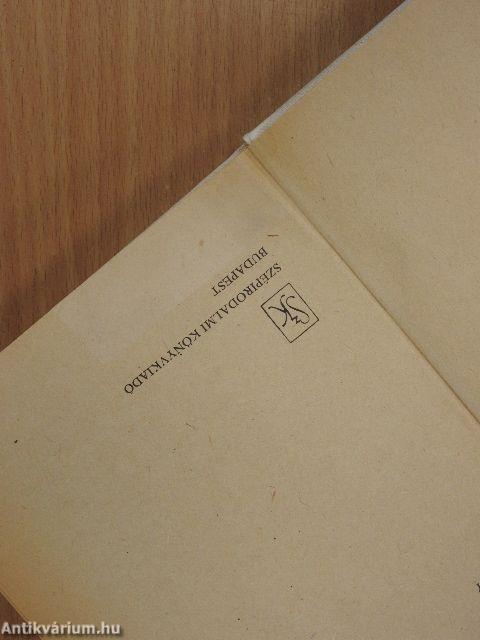 SzK
SZÉPIRODALMI KÖNYVKIADÓ
BUDAPEST
Antikvárium.hu